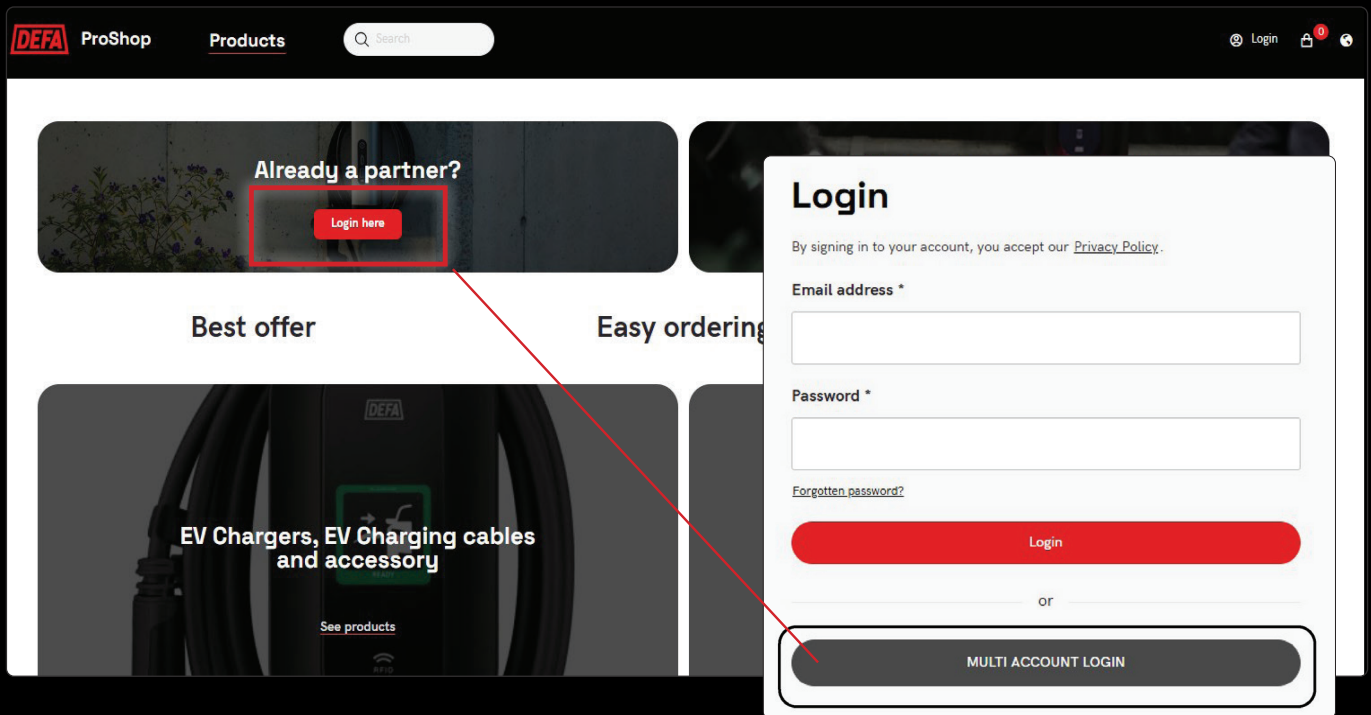 DEFA ProShop Products Search Login 0
Already a partner?
Login here
Best offer
Easy ordering
DEFA
EV Chargers, EV Charging cables
and accessory
READY
See products
RFID
Login
By signing in to your account, you accept our Privacy Policy.
Email address *
Password *
Forgotten password?
Login
or
MULTI ACCOUNT LOGIN